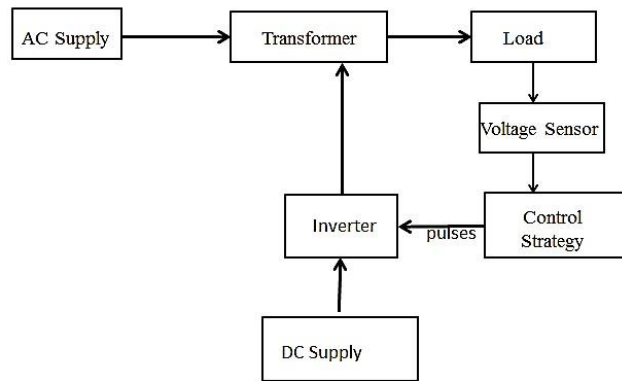 AC Supply
Transformer
Load
Voltage Sensor
Inverter
pulses
Control
Strategy
DC Supply